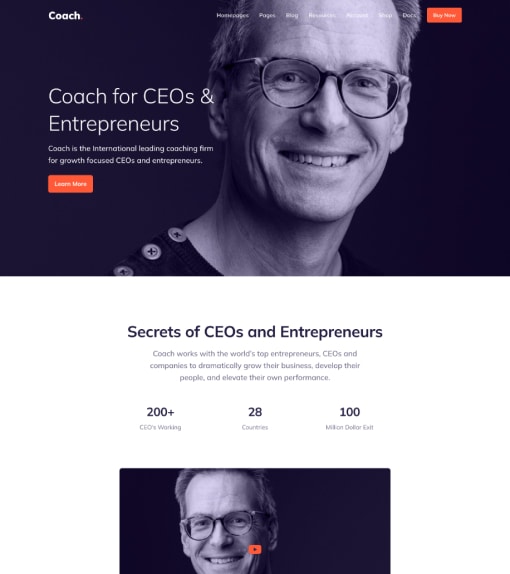 Coach.
Homepages Pages Blog Resources Account Shop Docs Buy Now
Coach for CEOs &
Entrepreneurs
Coach is the International leading coaching firm
for growth focused CEOs and entrepreneurs.
Learn More
Secrets of CEOs and Entrepreneurs
Coach works with the world's top entrepreneurs, CEOs and
companies to dramatically grow their business, develop their
people, and elevate their own performance.
200+ 28 100
CEO's Working Countries Million Dollar Exit